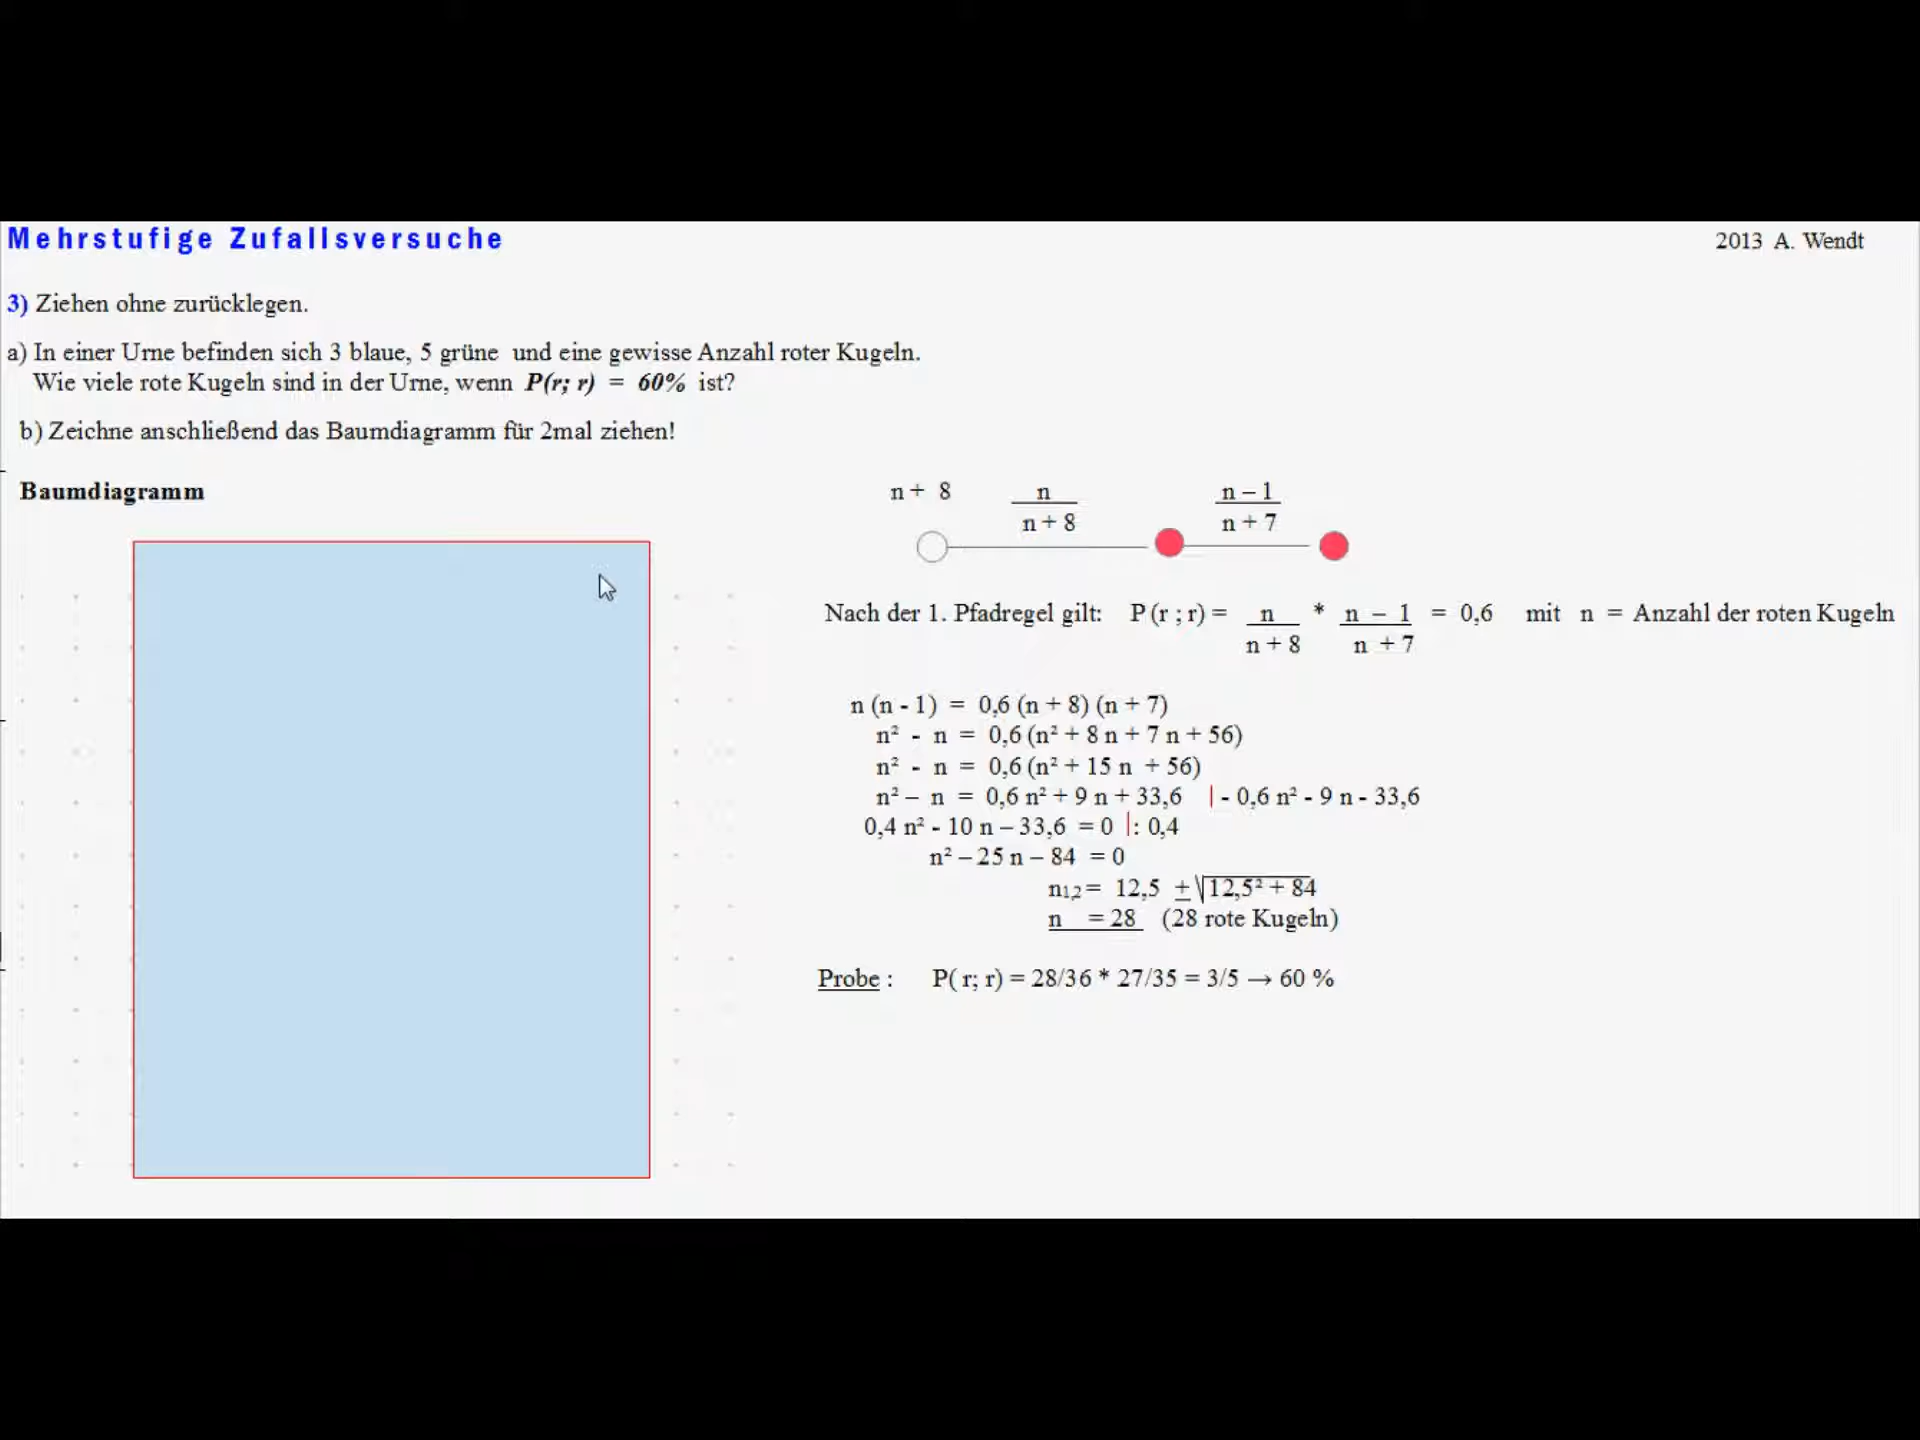 Mehrstufige Zufallsversuche
2013 A. Wendt
3) Ziehen ohne zurücklegen.
a) In einer Urne befinden sich 3 blaue, 5 grüne und eine gewisse Anzahl roter Kugeln.
Wie viele rote Kugeln sind in der Urne, wenn P(r; r) = 60% ist?
b) Zeichne anschließend das Baumdiagramm für 2mal ziehen!
Baumdiagramm
n + 8 n n – 1
n + 8 n + 7
Nach der 1. Pfadregel gilt: P (r ; r) = n * n – 1 = 0,6 mit n = Anzahl der roten Kugeln
n + 8 n + 7
n (n - 1) = 0,6 (n + 8) (n + 7)
n² - n = 0,6 (n² + 8 n + 7 n + 56)
n² - n = 0,6 (n² + 15 n + 56)
n² – n = 0,6 n² + 9 n + 33,6 | - 0,6 n² - 9 n - 33,6
0,4 n² - 10 n – 33,6 = 0 | : 0,4
n² – 25 n – 84 = 0
n1,2 = 12,5 ± √12,5² + 84
n = 28 (28 rote Kugeln)
Probe : P( r; r) = 28/36 * 27/35 = 3/5 → 60 %